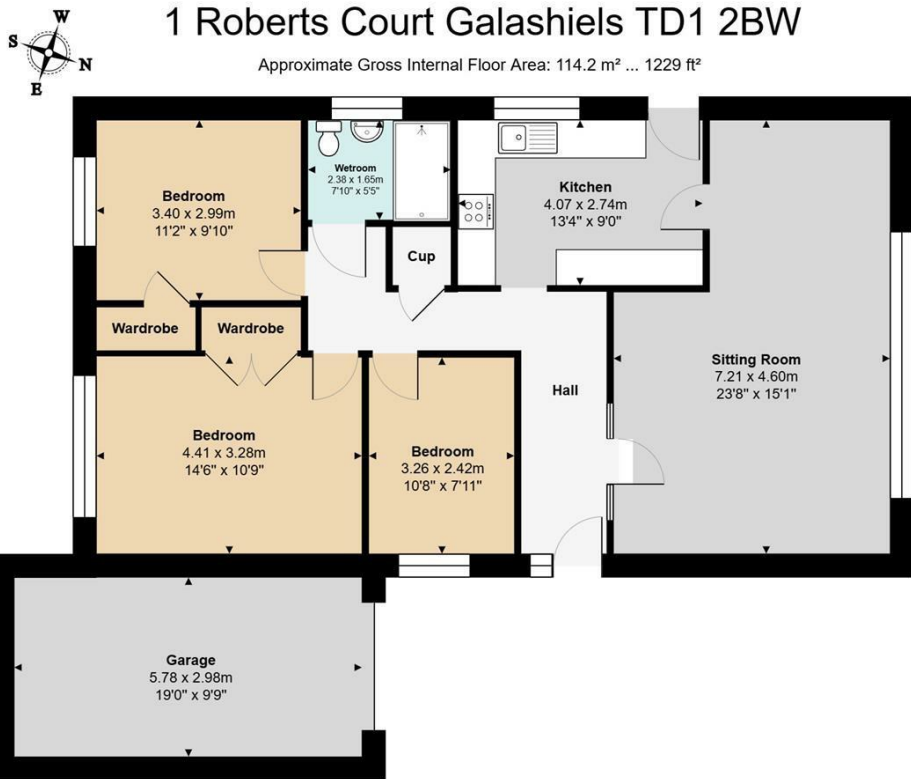 1 Roberts Court Galashiels TD1 2BW
Approximate Gross Internal Floor Area: 114.2 m² ... 1229 ft²
W
S
N
E
Bedroom
3.40 x 2.99m
11'2" x 9'10"
Wetroom
2.38 x 1.65m
7'10" x 5'5"
Kitchen
4.07 x 2.74m
13'4" x 9'0"
Cup
Wardrobe
Wardrobe
Sitting Room
7.21 x 4.60m
23'8" x 15'1"
Hall
Bedroom
4.41 x 3.28m
14'6" x 10'9"
Bedroom
3.26 x 2.42m
10'8" x 7'11"
Garage
5.78 x 2.98m
19'0" x 9'9"